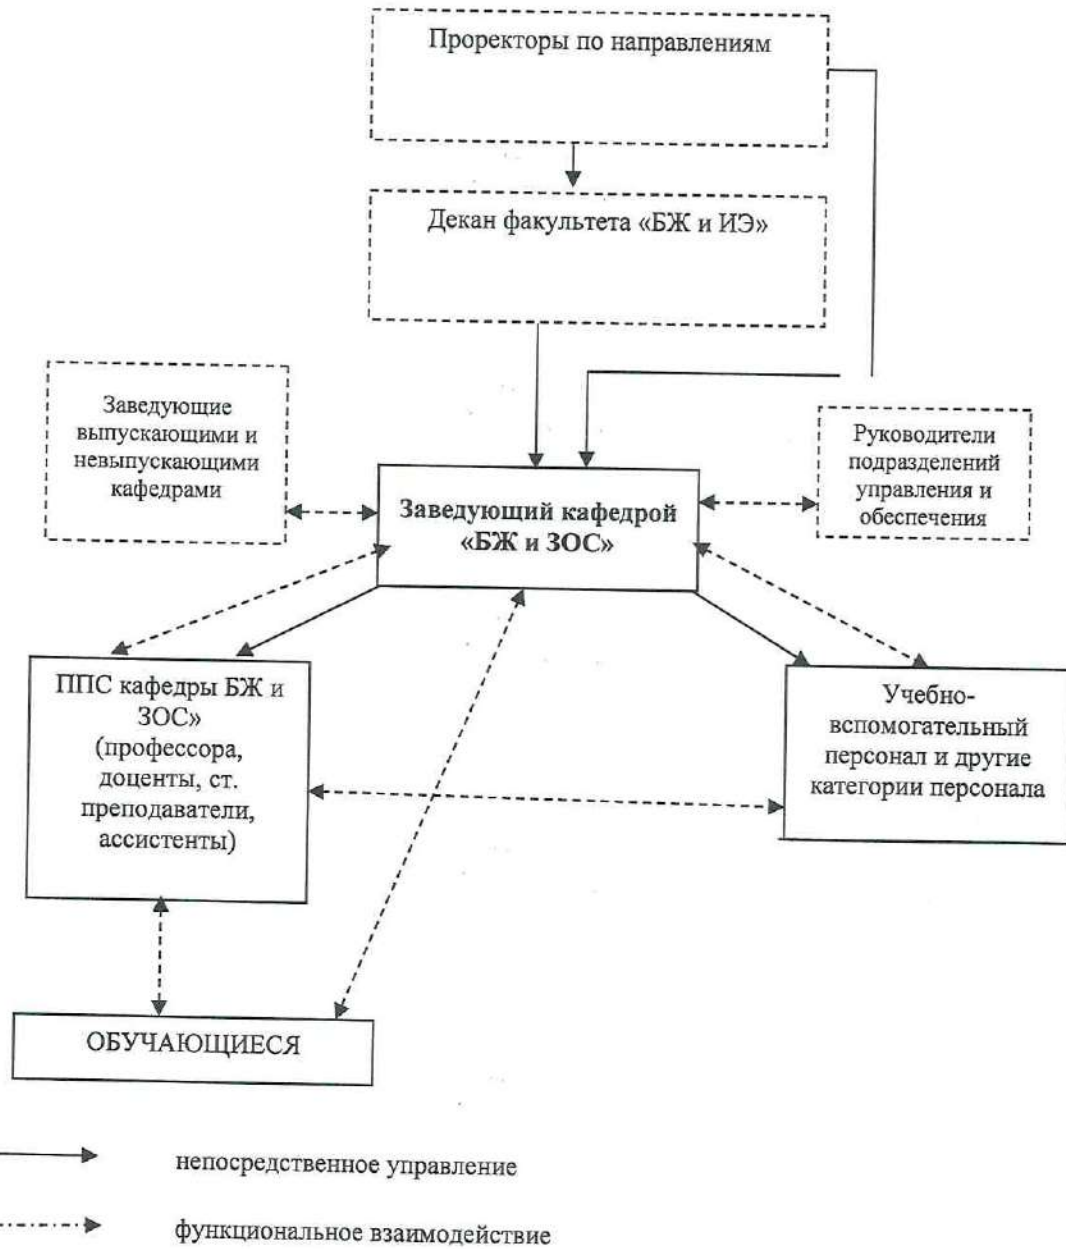 Проректоры по направлениям
Декан факультета «БЖ и ИЭ»
Заведующие
выпускающими и
невыпускающими
кафедрами
Руководители
подразделений
управления и
обеспечения
Заведующий кафедрой
«БЖ и ЗОС»
ППС кафедры БЖ и
ЗОС»
(профессора,
доценты, ст.
преподаватели,
ассистенты)
Учебно-
вспомогательный
персонал и другие
категории персонала
ОБУЧАЮЩИЕСЯ
непосредственное управление
функциональное взаимодействие